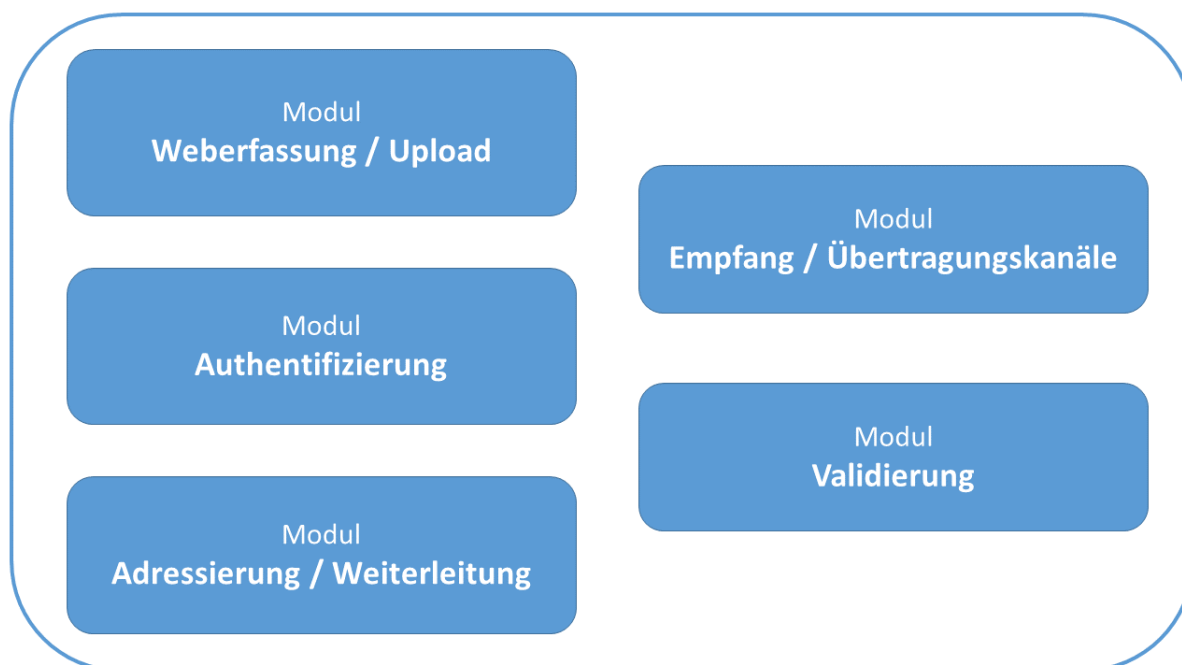 Modul
Weberfassung / Upload
Modul
Authentifizierung
Modul
Adressierung / Weiterleitung
Modul
Empfang / Übertragungskanäle
Modul
Validierung